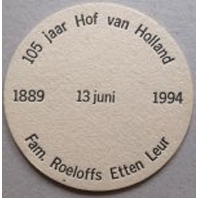 105 jaar Hof van Holland
1889 13 juni 1994
Fam. Roeloffs Etten Leur